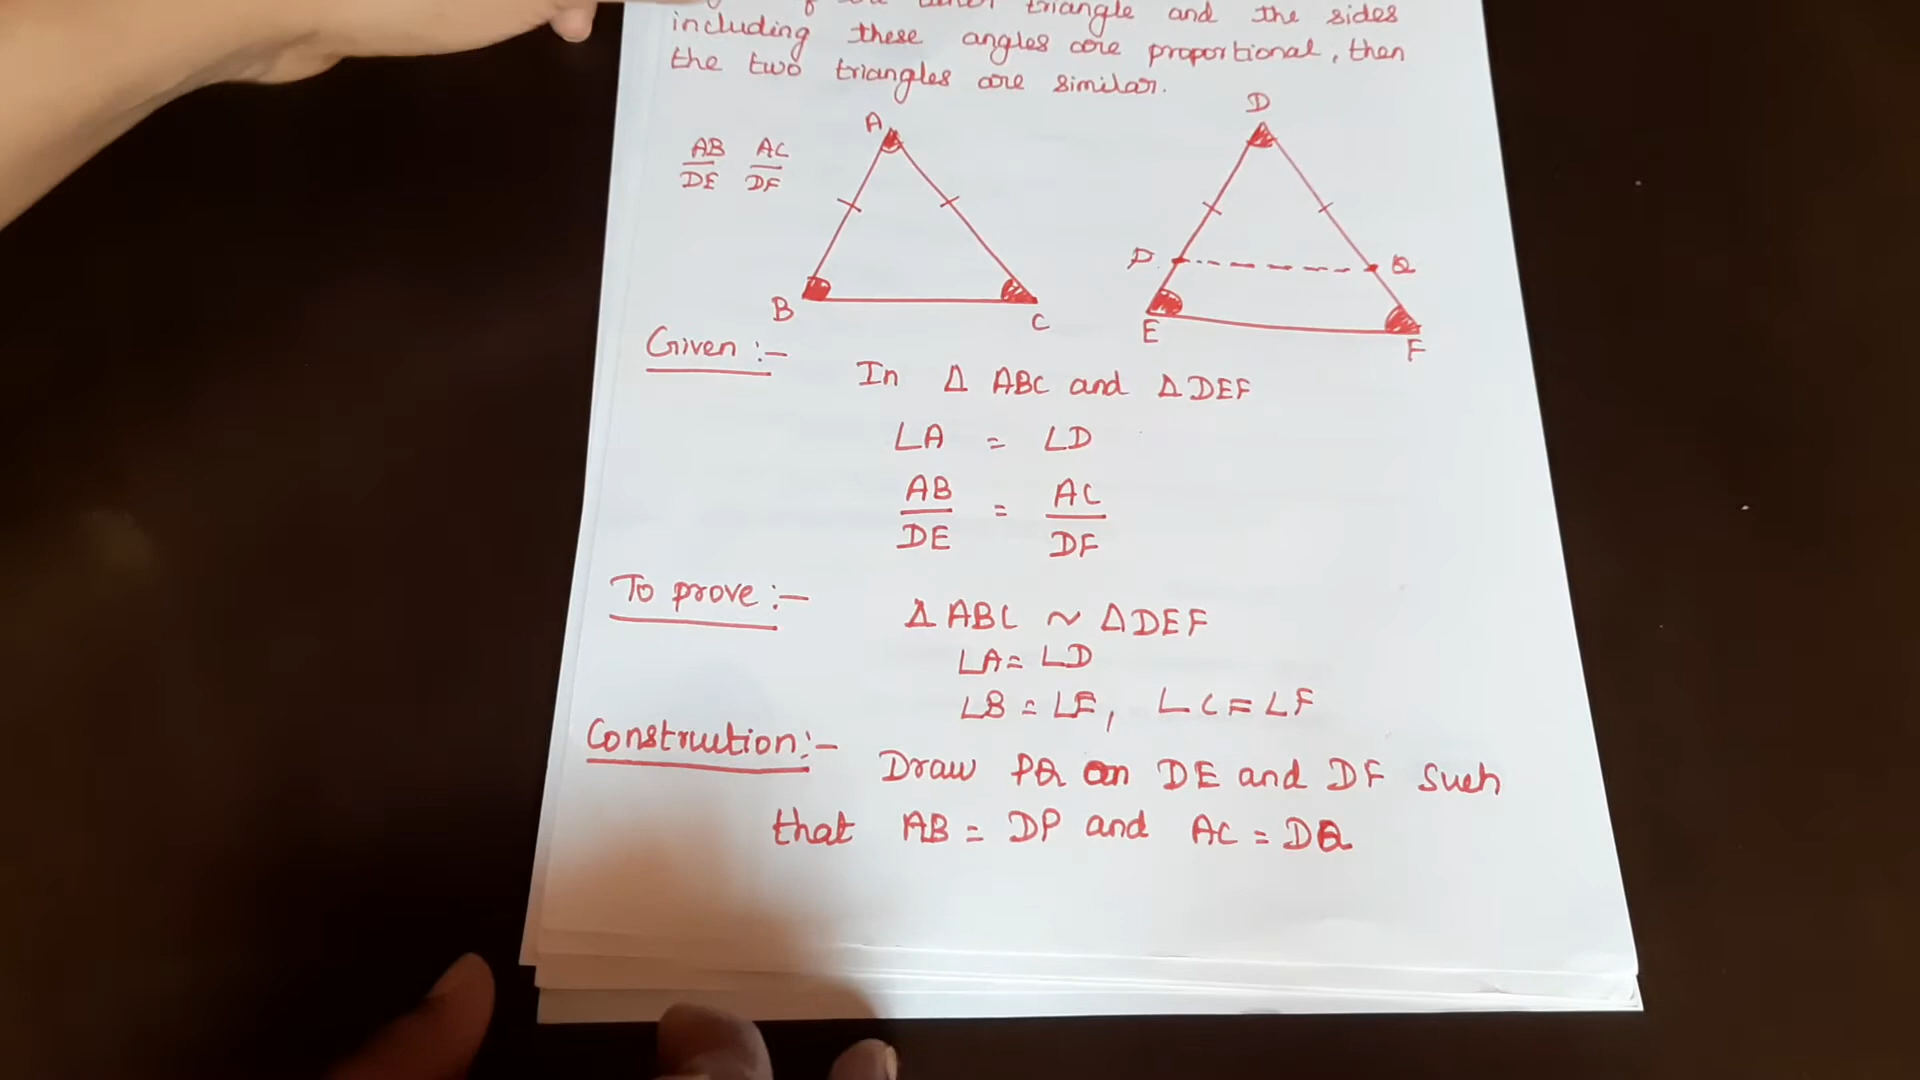 triangle and the sides
including these angles are proportional, then
the two triangles are similar.
A
D
AB AC
DE DF
P
Q
B
C
E
F
Given :-
In Δ ABC and Δ DEF
∠A = ∠D
AB = AC
DE DF
To prove :-
Δ ABC ~ Δ DEF
∠A = ∠D
∠B = ∠E, ∠C = ∠F
Construction :-
Draw PQ on DE and DF such
that AB = DP and AC = DQ